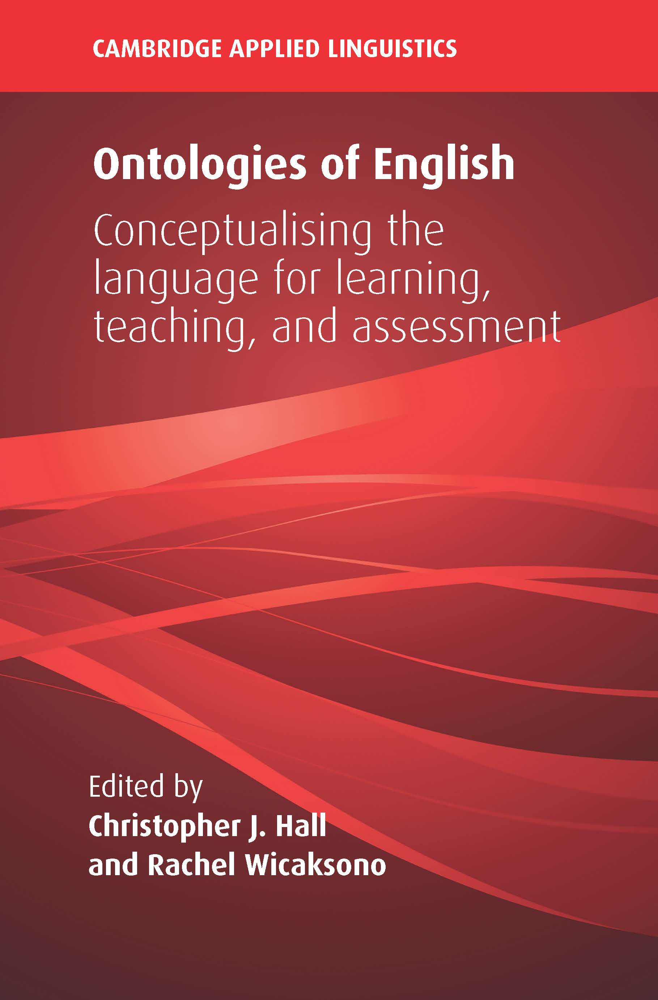 CAMBRIDGE APPLIED LINGUISTICS
Ontologies of English
Conceptualising the
language for learning,
teaching, and assessment
Edited by
Christopher J. Hall
and Rachel Wicaksono